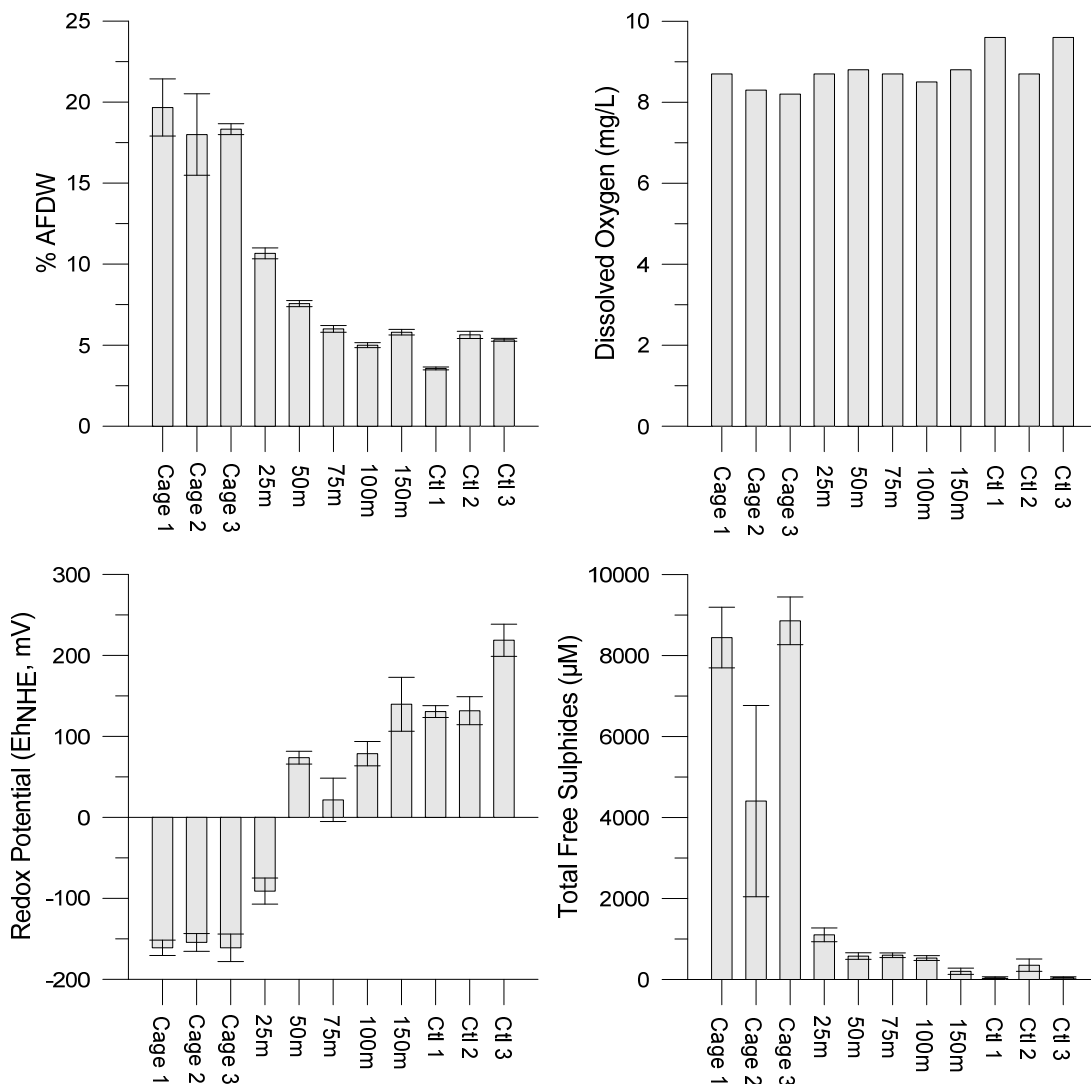 % AFDW
25
20
15
10
5
0
Cage 1
Cage 2
Cage 3
25m
50m
75m
100m
150m
Ctl 1
Ctl 2
Ctl 3
Dissolved Oxygen (mg/L)
10
8
6
4
2
0
Cage 1
Cage 2
Cage 3
25m
50m
75m
100m
150m
Ctl 1
Ctl 2
Ctl 3
Redox Potential (EhNHE, mV)
300
200
100
0
-100
-200
Cage 1
Cage 2
Cage 3
25m
50m
75m
100m
150m
Ctl 1
Ctl 2
Ctl 3
Total Free Sulphides (µM)
10000
8000
6000
4000
2000
0
Cage 1
Cage 2
Cage 3
25m
50m
75m
100m
150m
Ctl 1
Ctl 2
Ctl 3